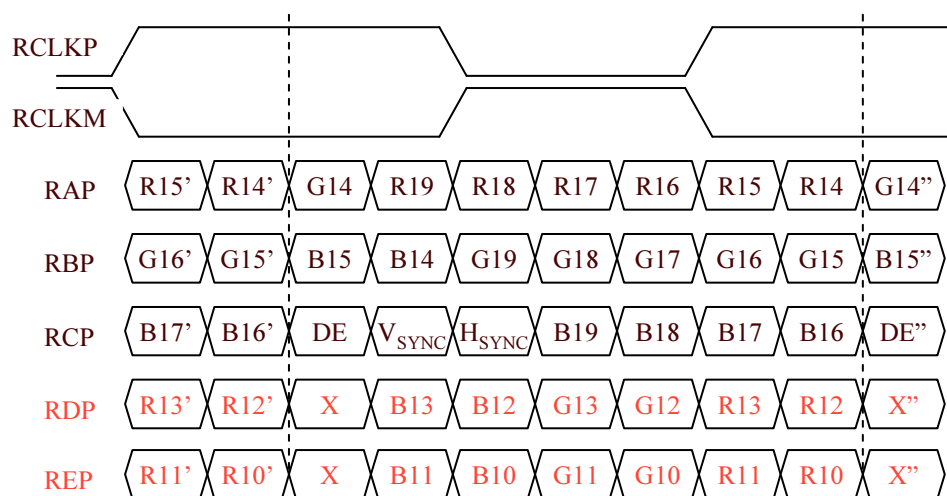 RCLKP
RCLKM
RAP R15’ R14’ G14 R19 R18 R17 R16 R15 R14 G14”
RBP G16’ G15’ B15 B14 G19 G18 G17 G16 G15 B15”
RCP B17’ B16’ DE VSYNC HSYNC B19 B18 B17 B16 DE”
RDP R13’ R12’ X B13 B12 G13 G12 R13 R12 X”
REP R11’ R10’ X B11 B10 G11 G10 R11 R10 X”